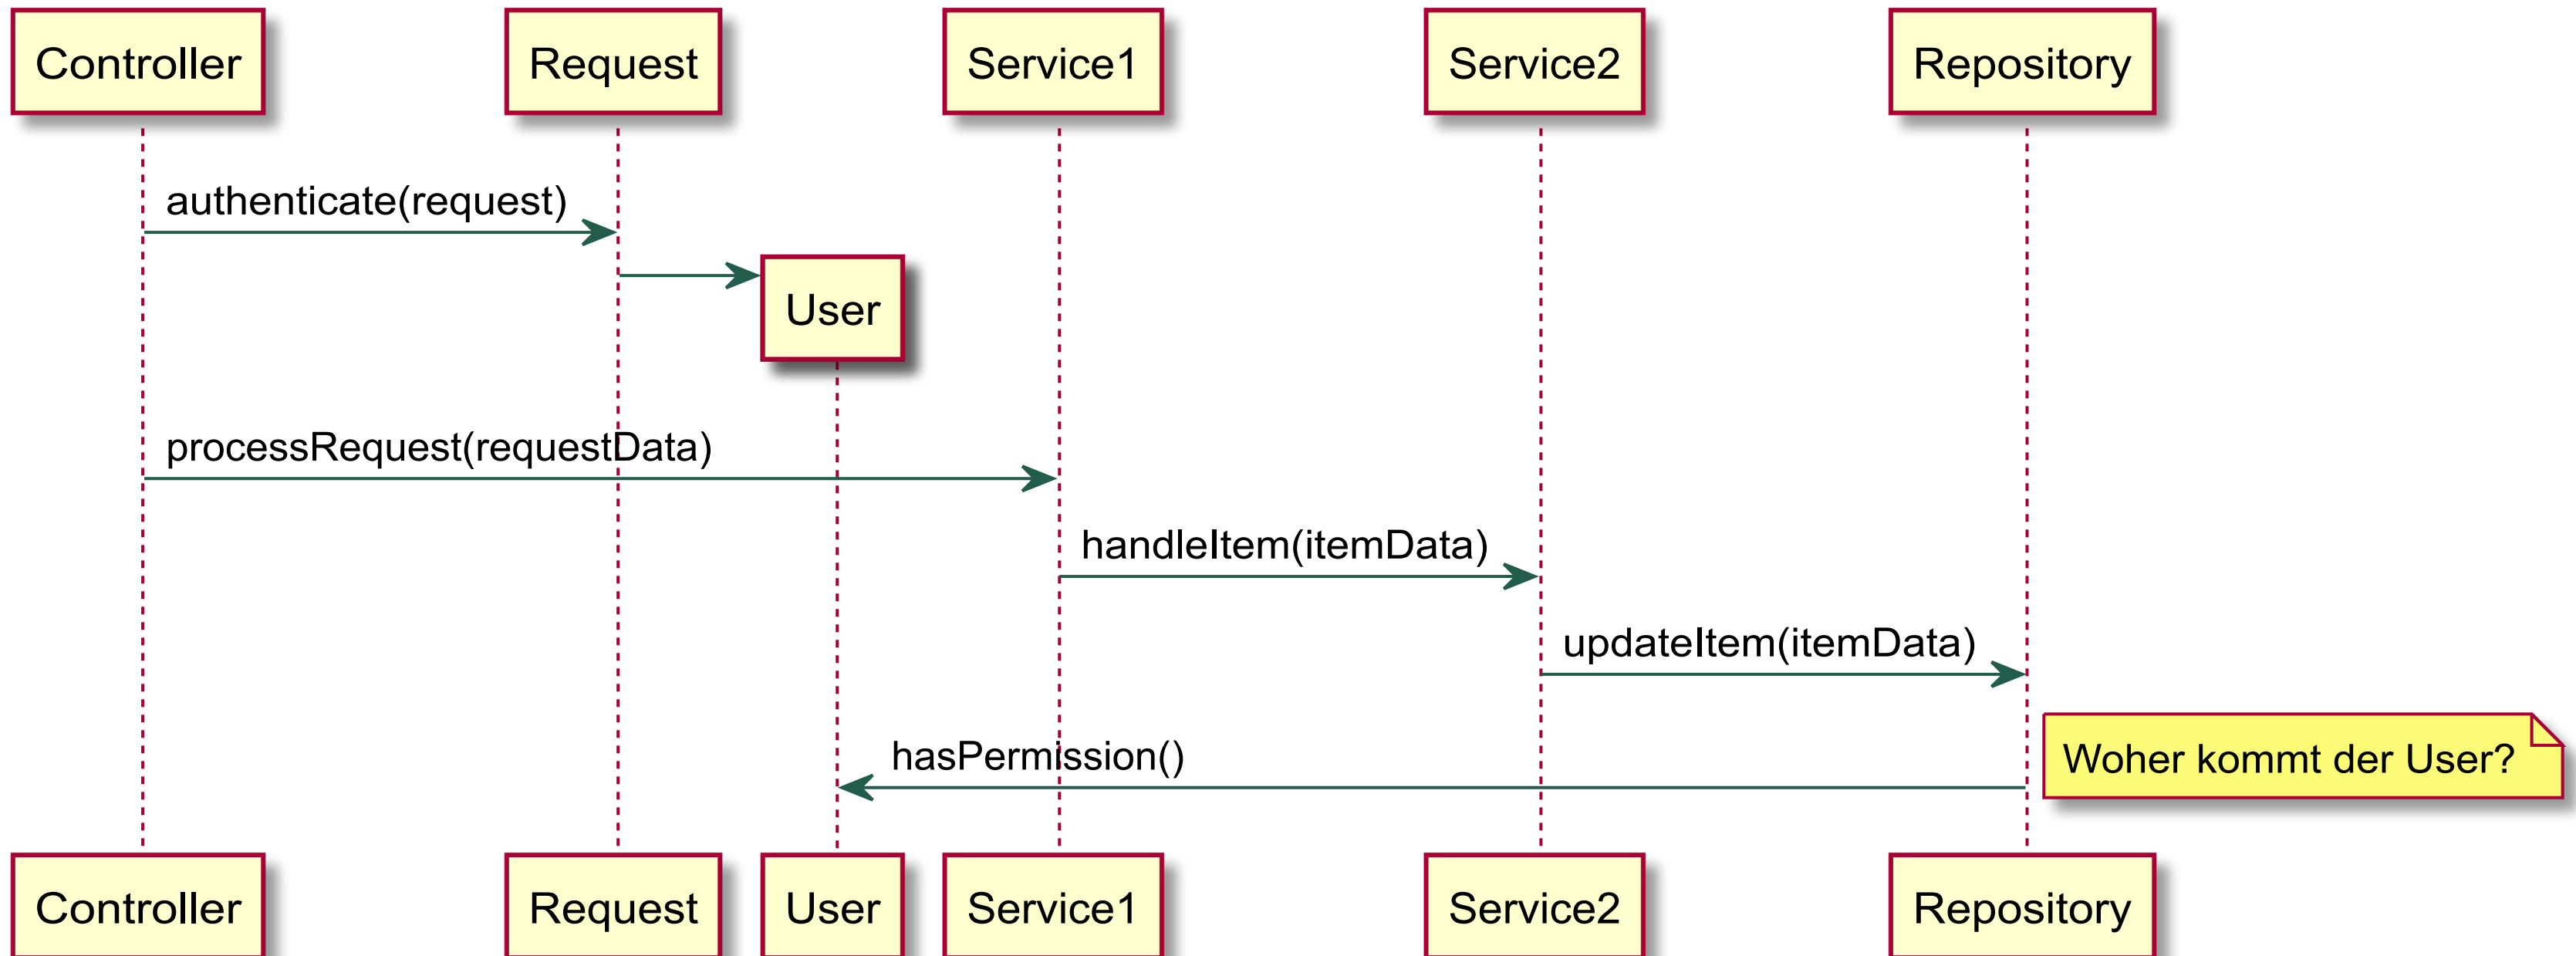 Controller
Request
Service1
Service2
Repository
authenticate(request)
User
processRequest(requestData)
handleItem(itemData)
updateItem(itemData)
hasPermission()
Woher kommt der User?
Controller
Request
User
Service1
Service2
Repository